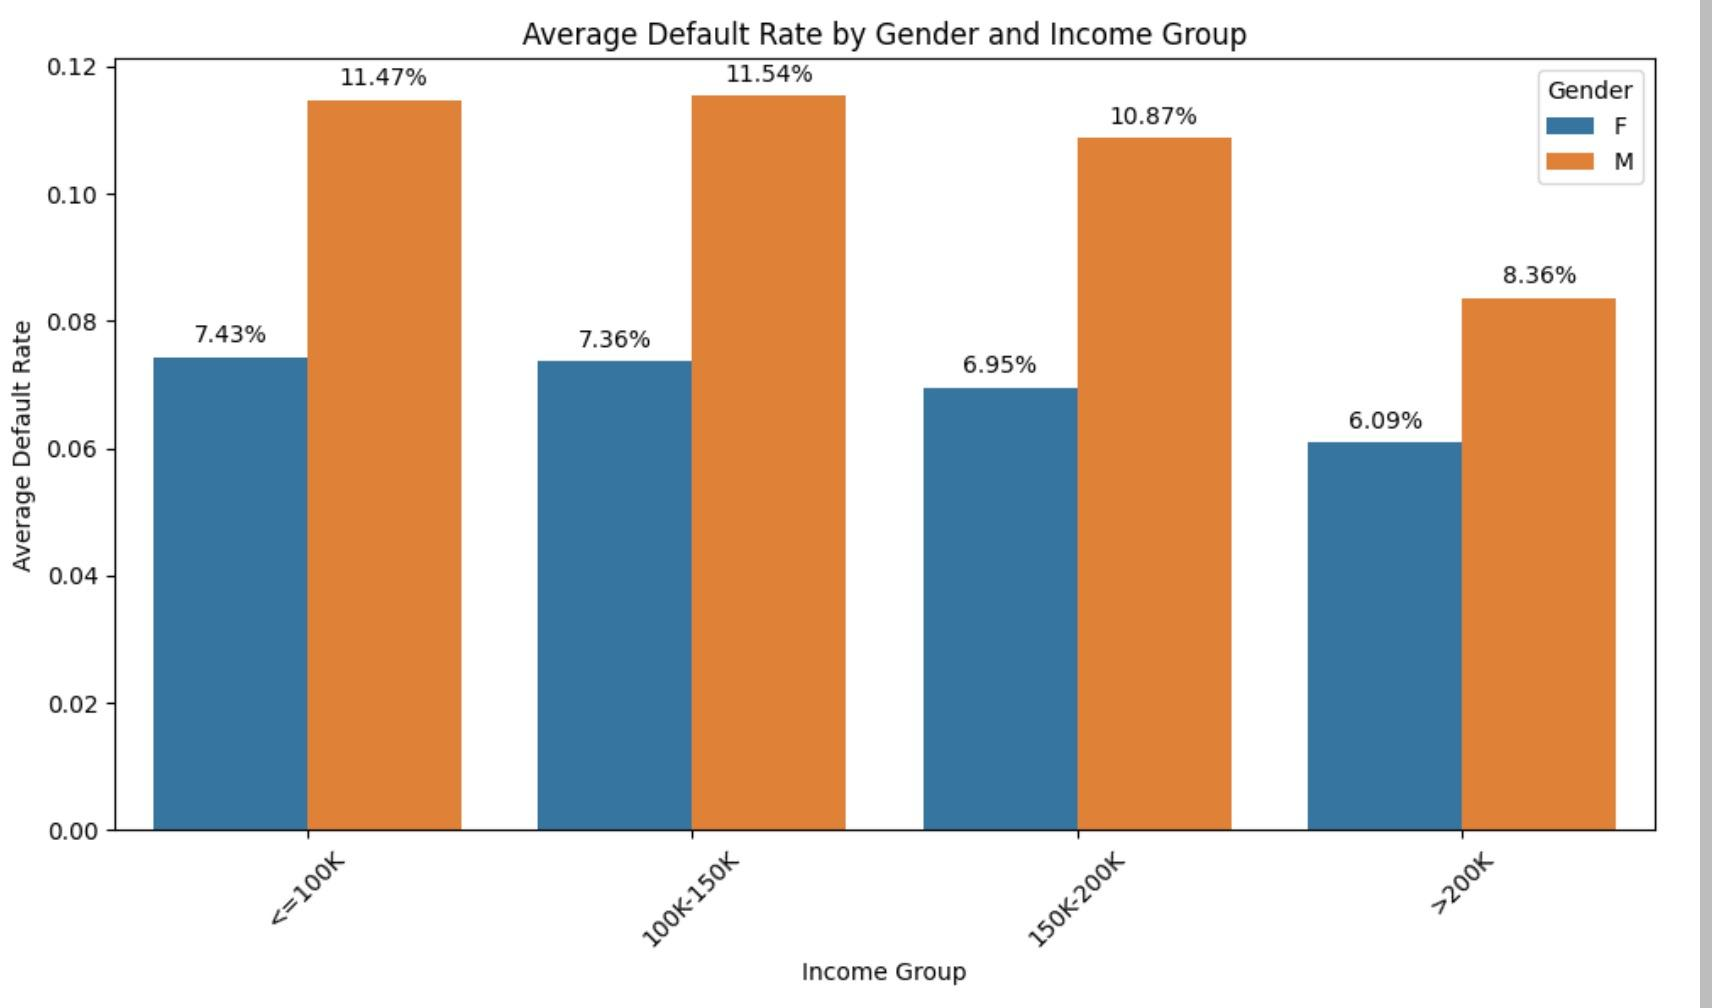 Average Default Rate by Gender and Income Group
Average Default Rate
0.12
0.10
0.08
0.06
0.04
0.02
0.00
11.47%
11.54%
10.87%
8.36%
7.43%
7.36%
6.95%
6.09%
Gender
F
M
<=100K
100K-150K
150K-200K
>200K
Income Group